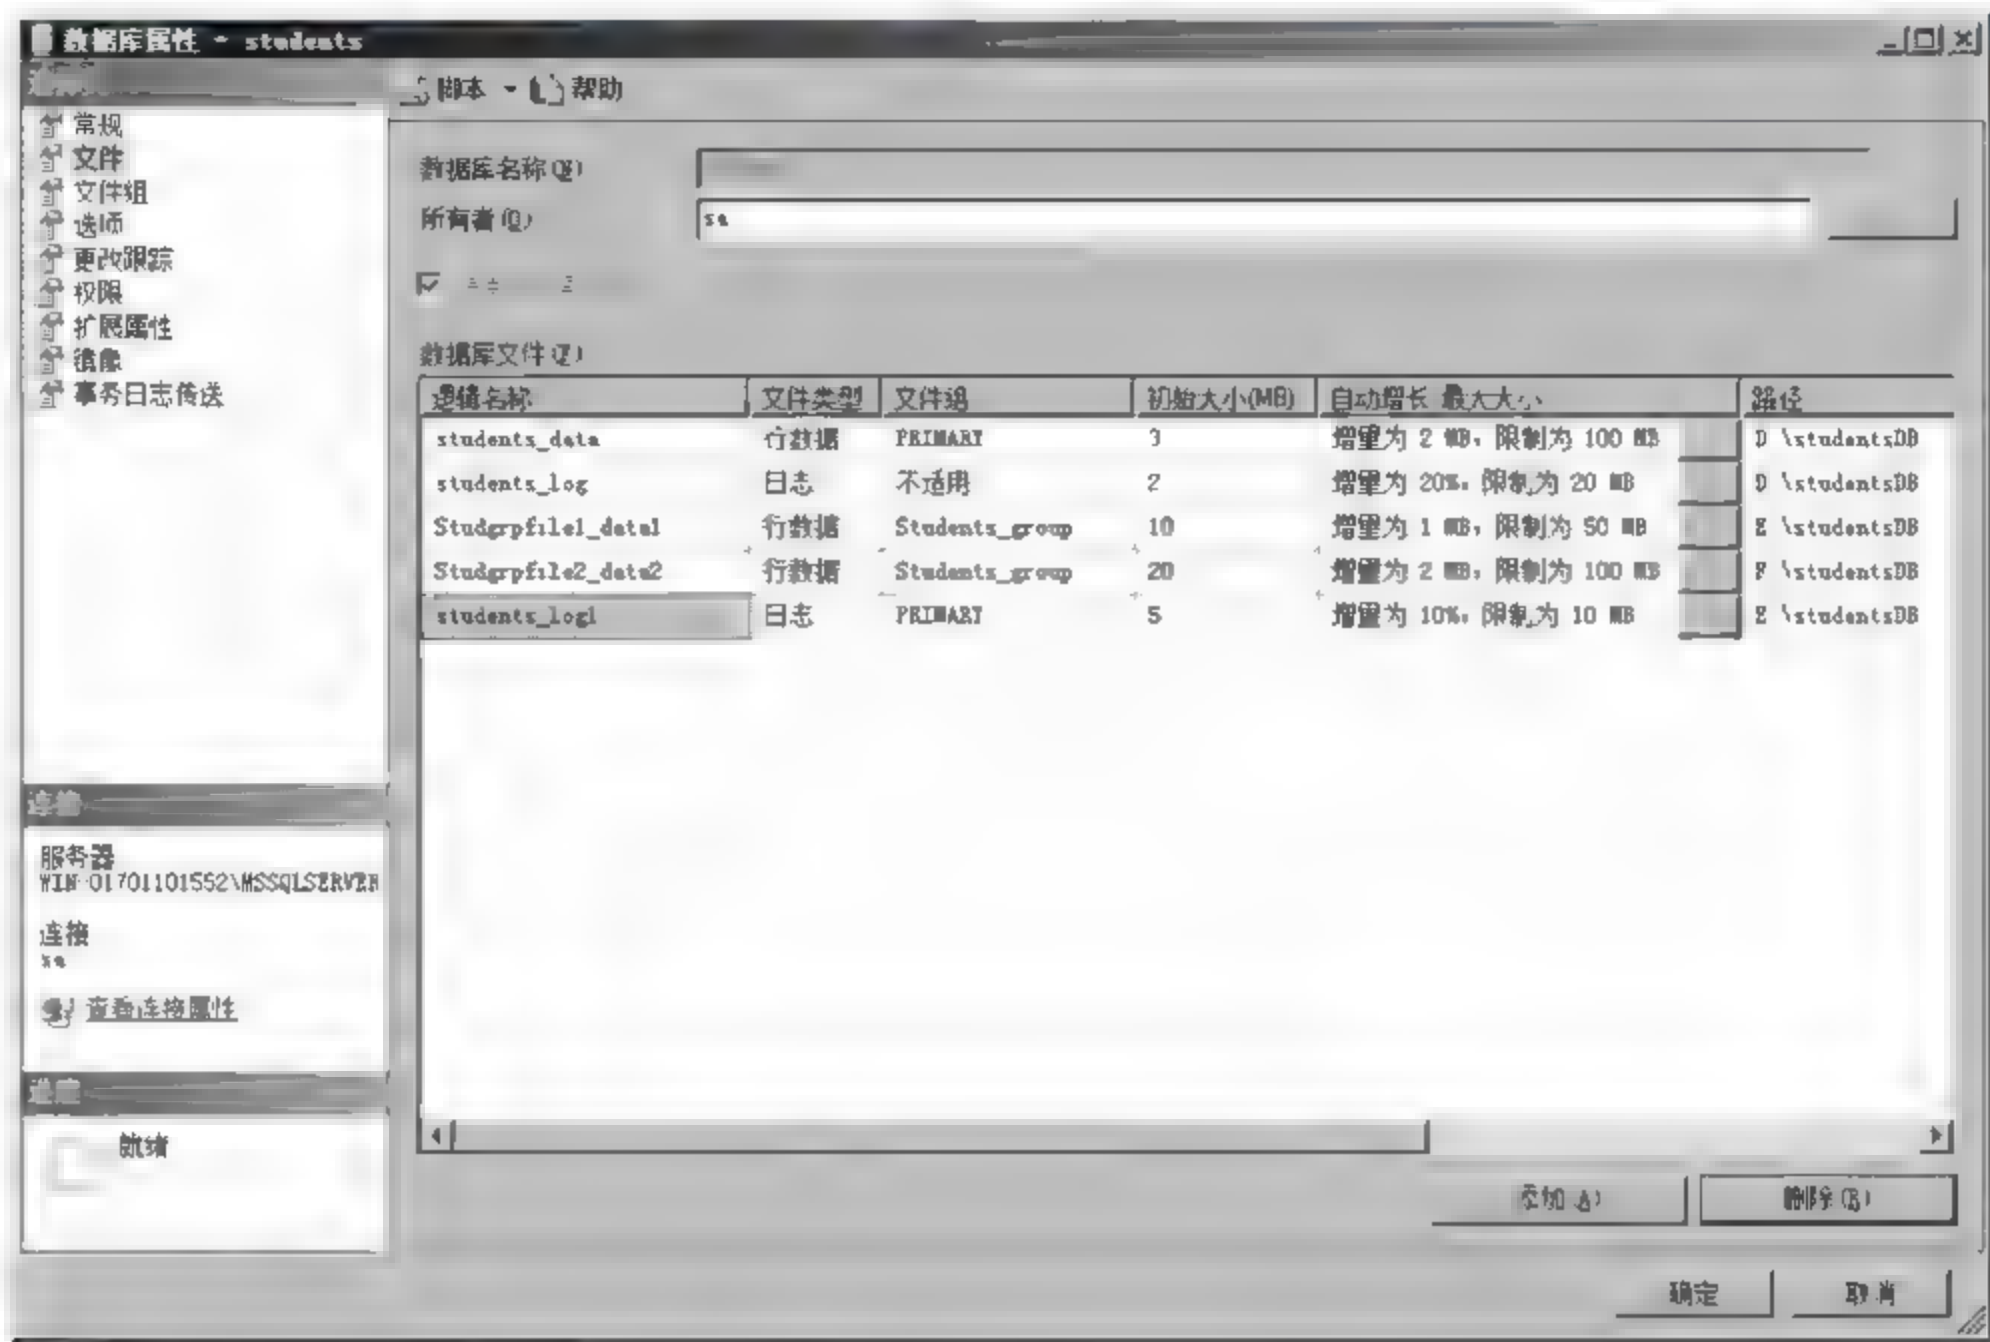 数据库属性 - students
脚本 帮助
常规
文件
文件组
选项
更改跟踪
权限
扩展属性
镜像
事务日志传送
数据库名称(N)
所有者(O) sa
数据库文件(F)
逻辑名称 文件类型 文件组 初始大小(MB) 自动增长/最大大小 路径
students_data 行数据 PRIMARY 3 增量为 2 MB，限制为 100 MB D:\studentsDB
students_log 日志 不适用 2 增量为 20%，限制为 20 MB D:\studentsDB
Studgrpfile1_data1 行数据 Students_group 10 增量为 1 MB，限制为 50 MB E:\studentsDB
Studgrpfile2_data2 行数据 Students_group 20 增量为 2 MB，限制为 100 MB F:\studentsDB
students_log1 日志 PRIMARY 5 增量为 10%，限制为 10 MB E:\studentsDB
连接
服务器
WIN-01701101552\MSSQLSERVER
连接
sa
查看连接属性
进度
就绪
添加(A) 删除(R)
确定 取消